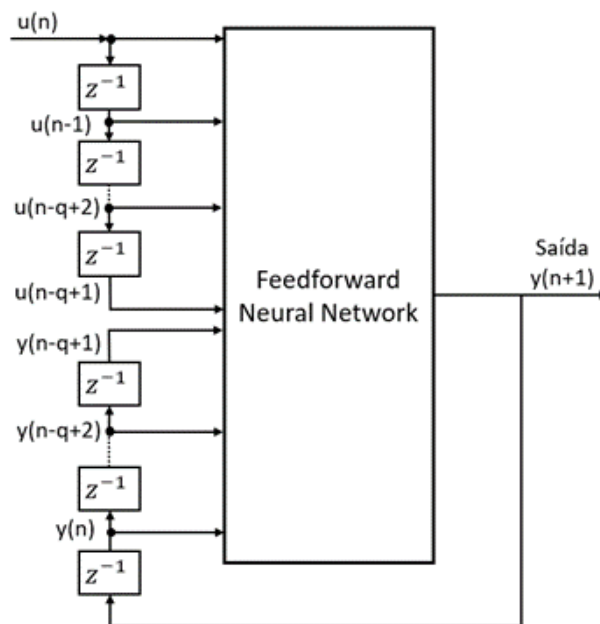 u(n)
z⁻¹
u(n-1)
z⁻¹
u(n-q+2)
z⁻¹
u(n-q+1)
y(n-q+1)
z⁻¹
y(n-q+2)
z⁻¹
y(n)
z⁻¹
Feedforward
Neural Network
Saída
y(n+1)